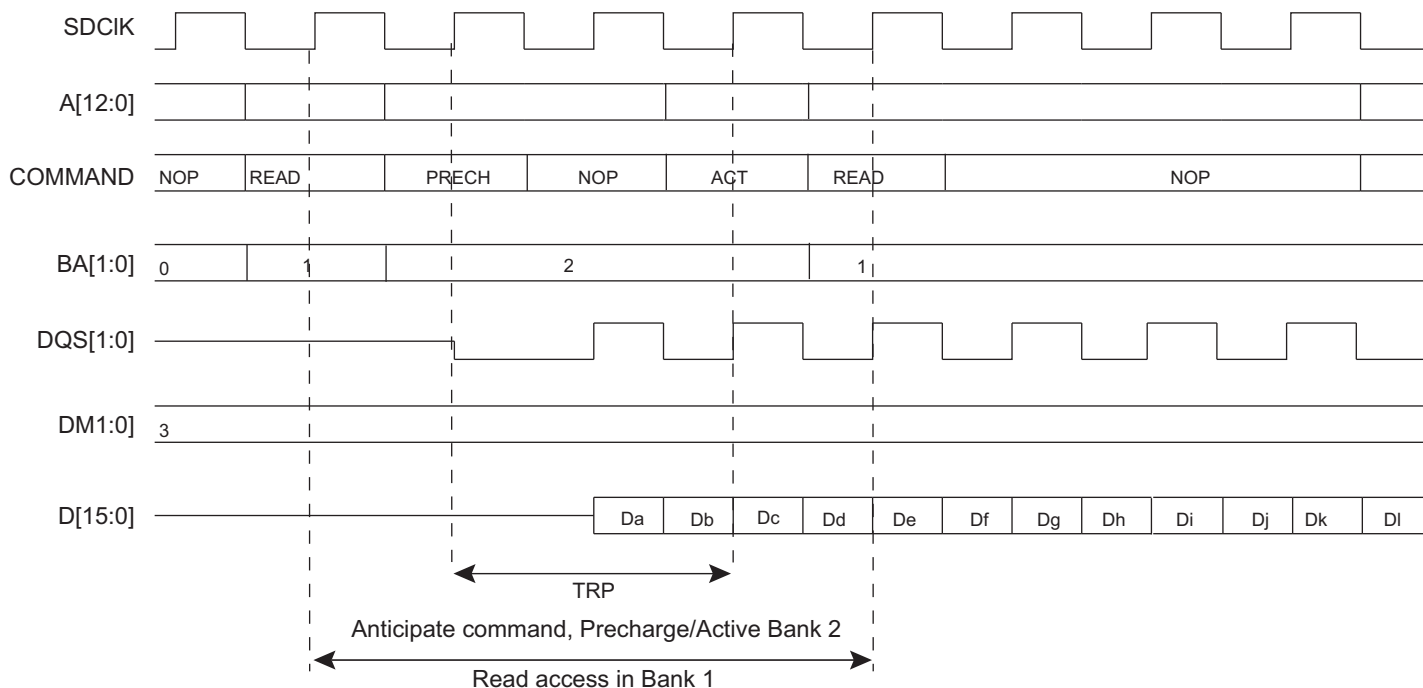 SDClK
A[12:0]
COMMAND NOP READ PRECH NOP ACT READ NOP
BA[1:0] 0 1 2 1
DQS[1:0]
DM1:0] 3
D[15:0] Da Db Dc Dd De Df Dg Dh Di Dj Dk Dl
TRP
Anticipate command, Precharge/Active Bank 2
Read access in Bank 1